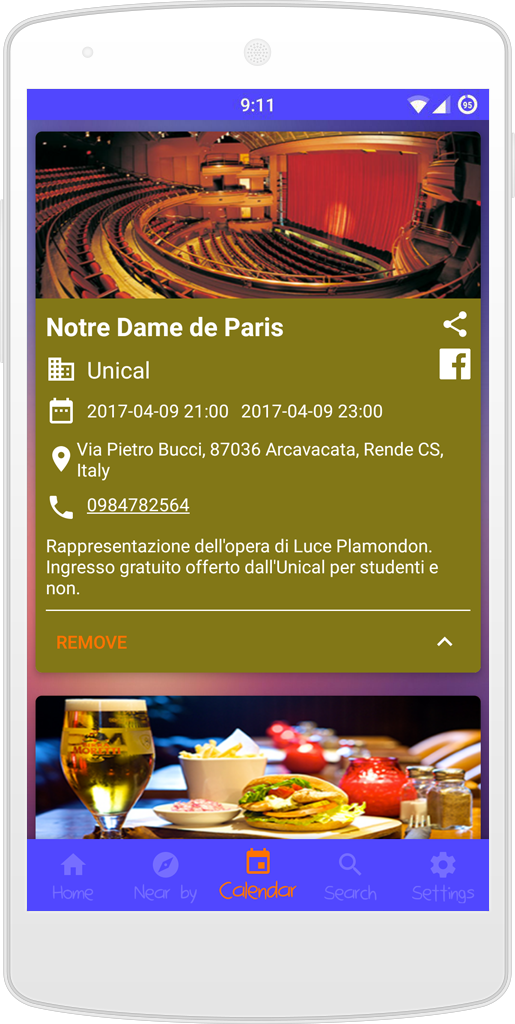 9:11
95
Notre Dame de Paris
Unical
2017-04-09 21:00 2017-04-09 23:00
Via Pietro Bucci, 87036 Arcavacata, Rende CS,
Italy
0984782564
Rappresentazione dell'opera di Luce Plamondon.
Ingresso gratuito offerto dall'Unical per studenti e
non.
REMOVE
Home Near by Calendar Search Settings